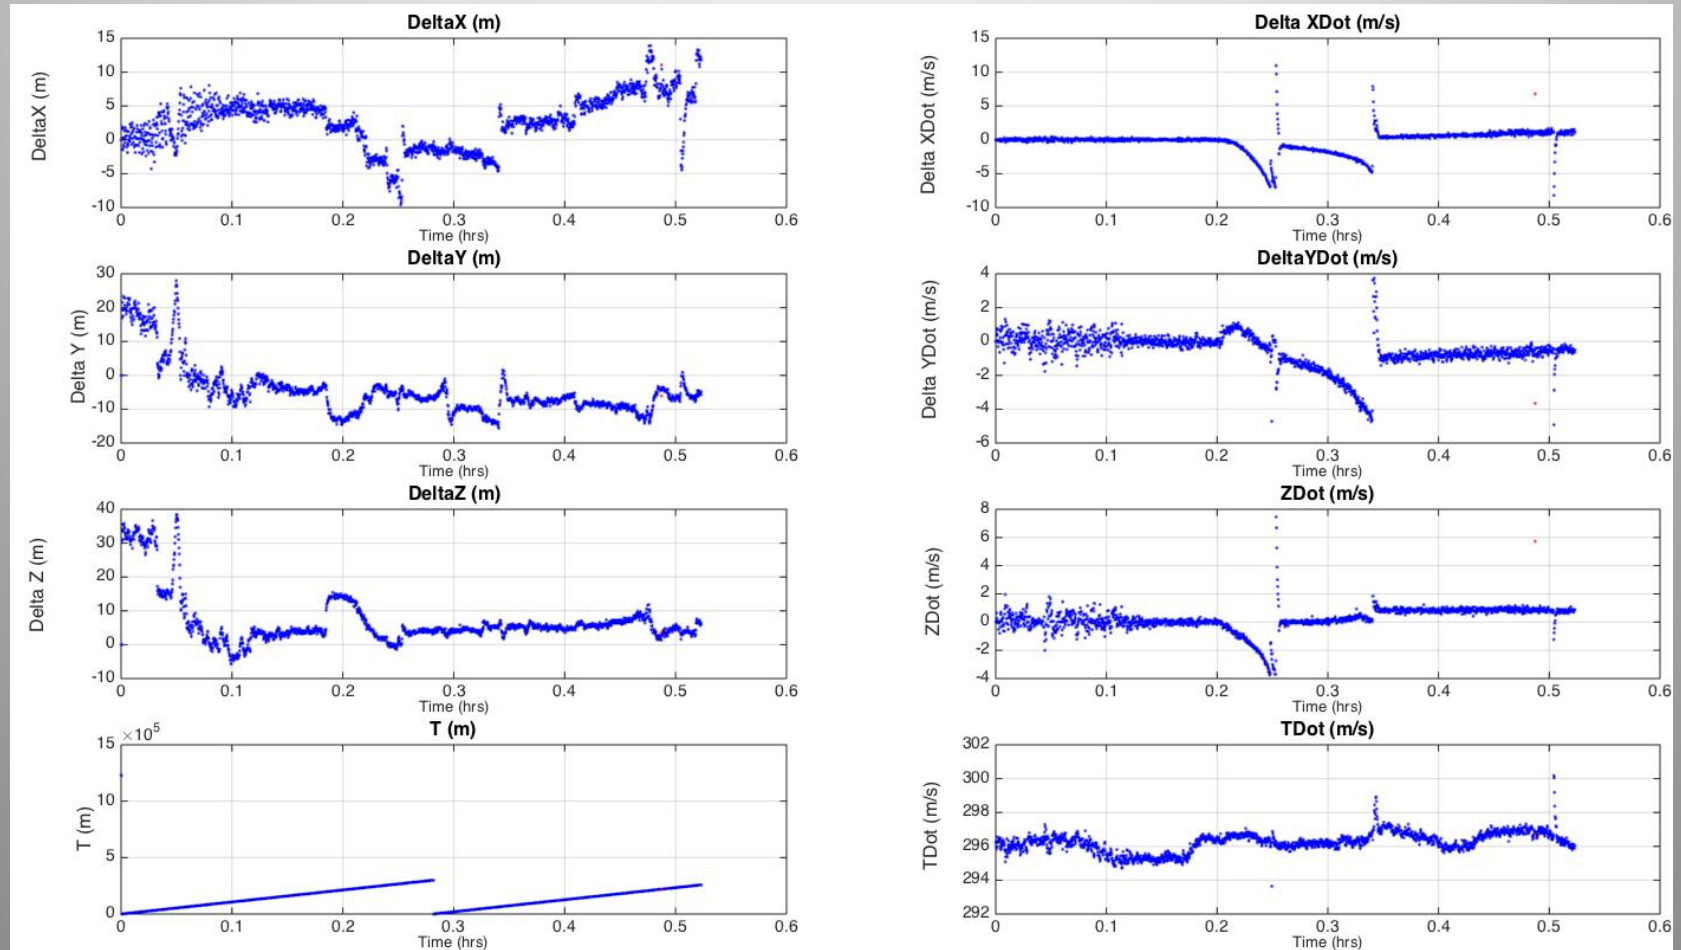 DeltaX (m)
DeltaX (m)
15
10
5
0
-5
-10
0 0.1 0.2 0.3 0.4 0.5 0.6
Time (hrs)
Delta XDot (m/s)
Delta XDot (m/s)
15
10
5
0
-5
-10
0 0.1 0.2 0.3 0.4 0.5 0.6
Time (hrs)
DeltaY (m)
Delta Y (m)
30
20
10
0
-10
-20
0 0.1 0.2 0.3 0.4 0.5 0.6
Time (hrs)
DeltaYDot (m/s)
Delta YDot (m/s)
4
2
0
-2
-4
-6
0 0.1 0.2 0.3 0.4 0.5 0.6
Time (hrs)
DeltaZ (m)
Delta Z (m)
40
30
20
10
0
-10
0 0.1 0.2 0.3 0.4 0.5 0.6
Time (hrs)
ZDot (m/s)
ZDot (m/s)
8
6
4
2
0
-2
-4
0 0.1 0.2 0.3 0.4 0.5 0.6
Time (hrs)
T (m)
×10⁵
T (m)
15
10
5
0
0 0.1 0.2 0.3 0.4 0.5 0.6
Time (hrs)
TDot (m/s)
TDot (m/s)
302
300
298
296
294
292
0 0.1 0.2 0.3 0.4 0.5 0.6
Time (hrs)